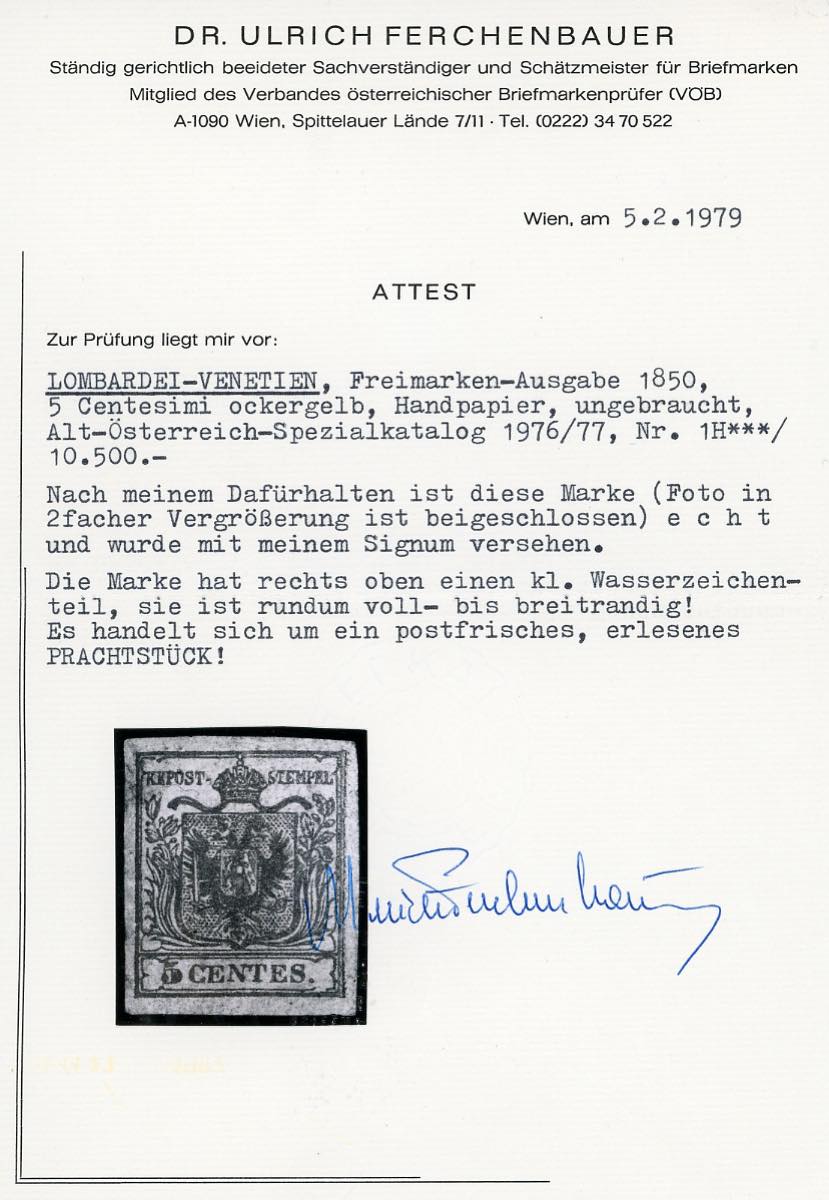 DR. ULRICH FERCHENBAUER
Ständig gerichtlich beeideter Sachverständiger und Schätzmeister für Briefmarken
Mitglied des Verbandes österreichischer Briefmarkenprüfer (VÖB)
A-1090 Wien, Spittelauer Lände 7/11 · Tel. (0222) 34 70 522
Wien, am 5.2.1979
ATTEST
Zur Prüfung liegt mir vor:
LOMBARDEI-VENETIEN, Freimarken-Ausgabe 1850,
5 Centesimi ockergelb, Handpapier, ungebraucht,
Alt-Österreich-Spezialkatalog 1976/77, Nr. 1H***/
10.500.-
Nach meinem Dafürhalten ist diese Marke (Foto in
2facher Vergrößerung ist beigeschlossen) e c h t
und wurde mit meinem Signum versehen.
Die Marke hat rechts oben einen kl. Wasserzeichen-
teil, sie ist rundum voll- bis breitrandig!
Es handelt sich um ein postfrisches, erlesenes
PRACHTSTÜCK!
KKPOST- STEMPEL
5 CENTES.